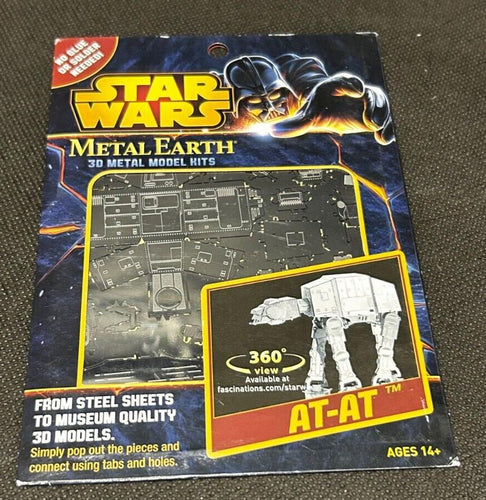 NO GLUE
OR SOLDER
NEEDED!
STAR
WARS
METAL EARTH
3D METAL MODEL KITS
360°
view
Available at
fascinations.com/starw
AT-AT™
FROM STEEL SHEETS
TO MUSEUM QUALITY
3D MODELS.
Simply pop out the pieces and
connect using tabs and holes.
AGES 14+